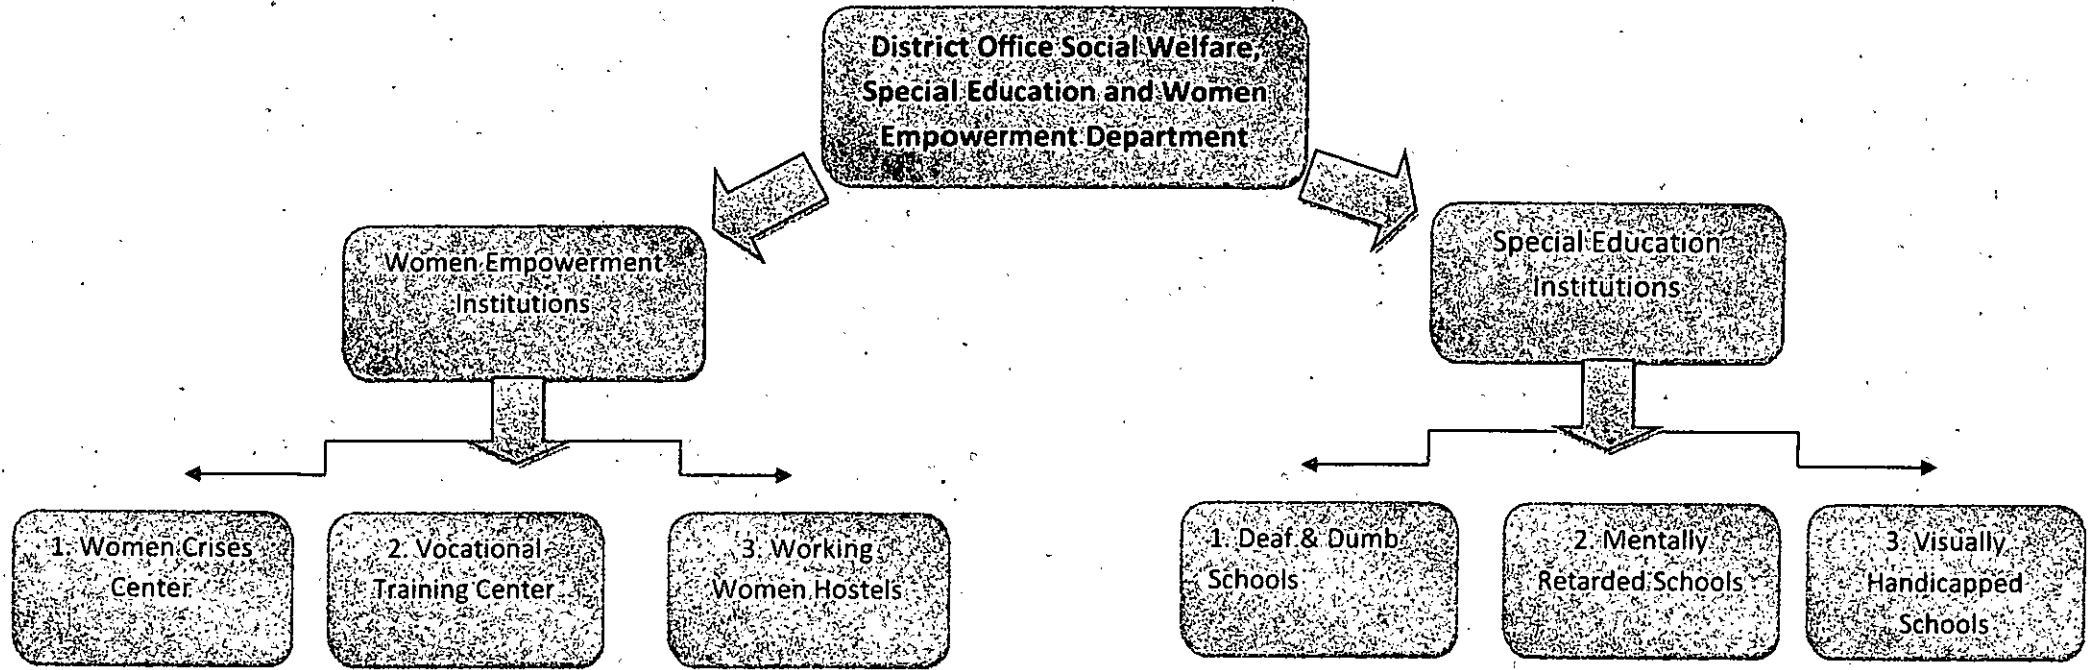 District Office Social Welfare,
Special Education and Women
Empowerment Department
Women Empowerment
Institutions
Special Education
Institutions
1. Women Crises
Center
2. Vocational
Training Center
3. Working
Women Hostels
1. Deaf & Dumb
Schools
2. Mentally
Retarded Schools
3. Visually
Handicapped
Schools